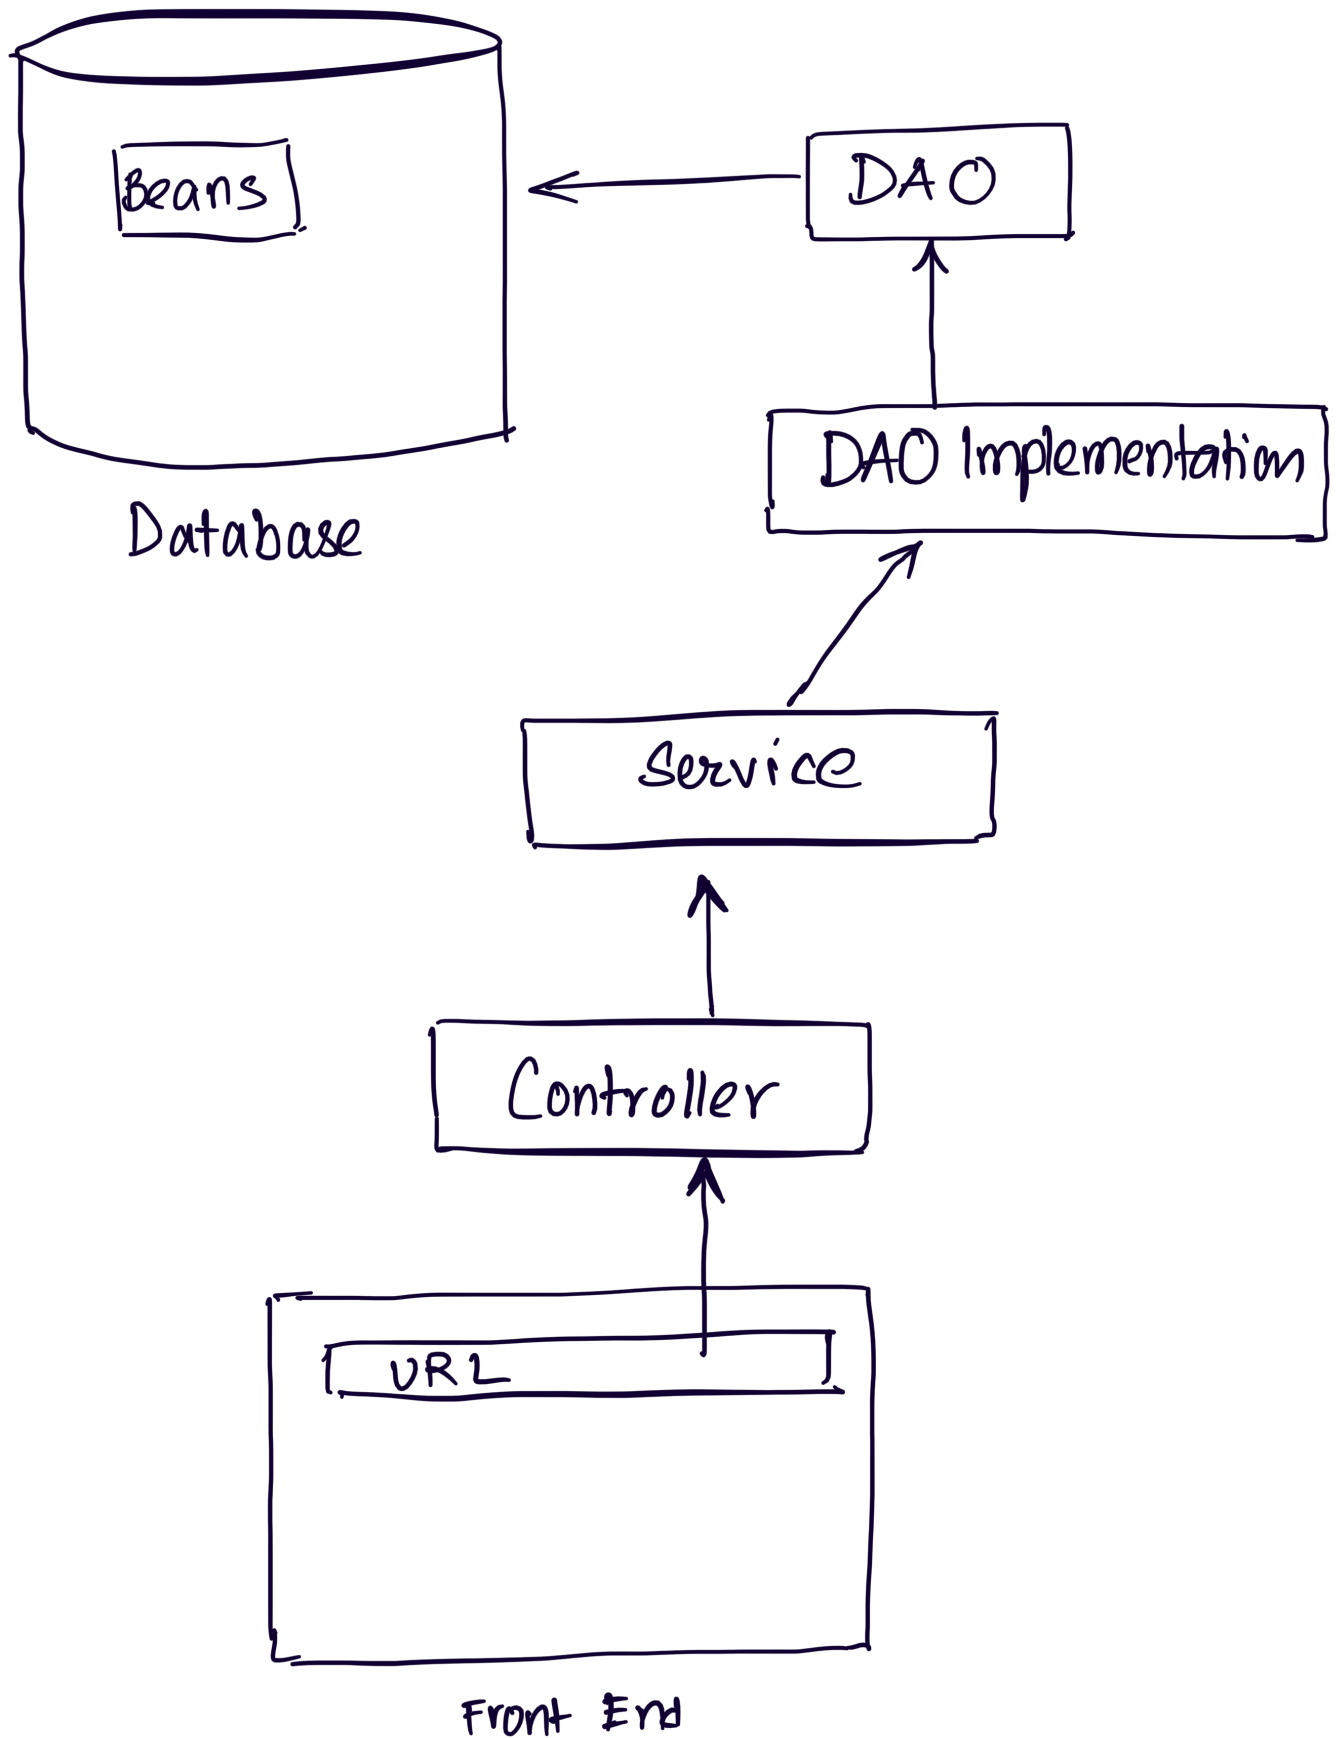 Beans
DAO
DAO Implementation
Database
Service
Controller
URL
Front End